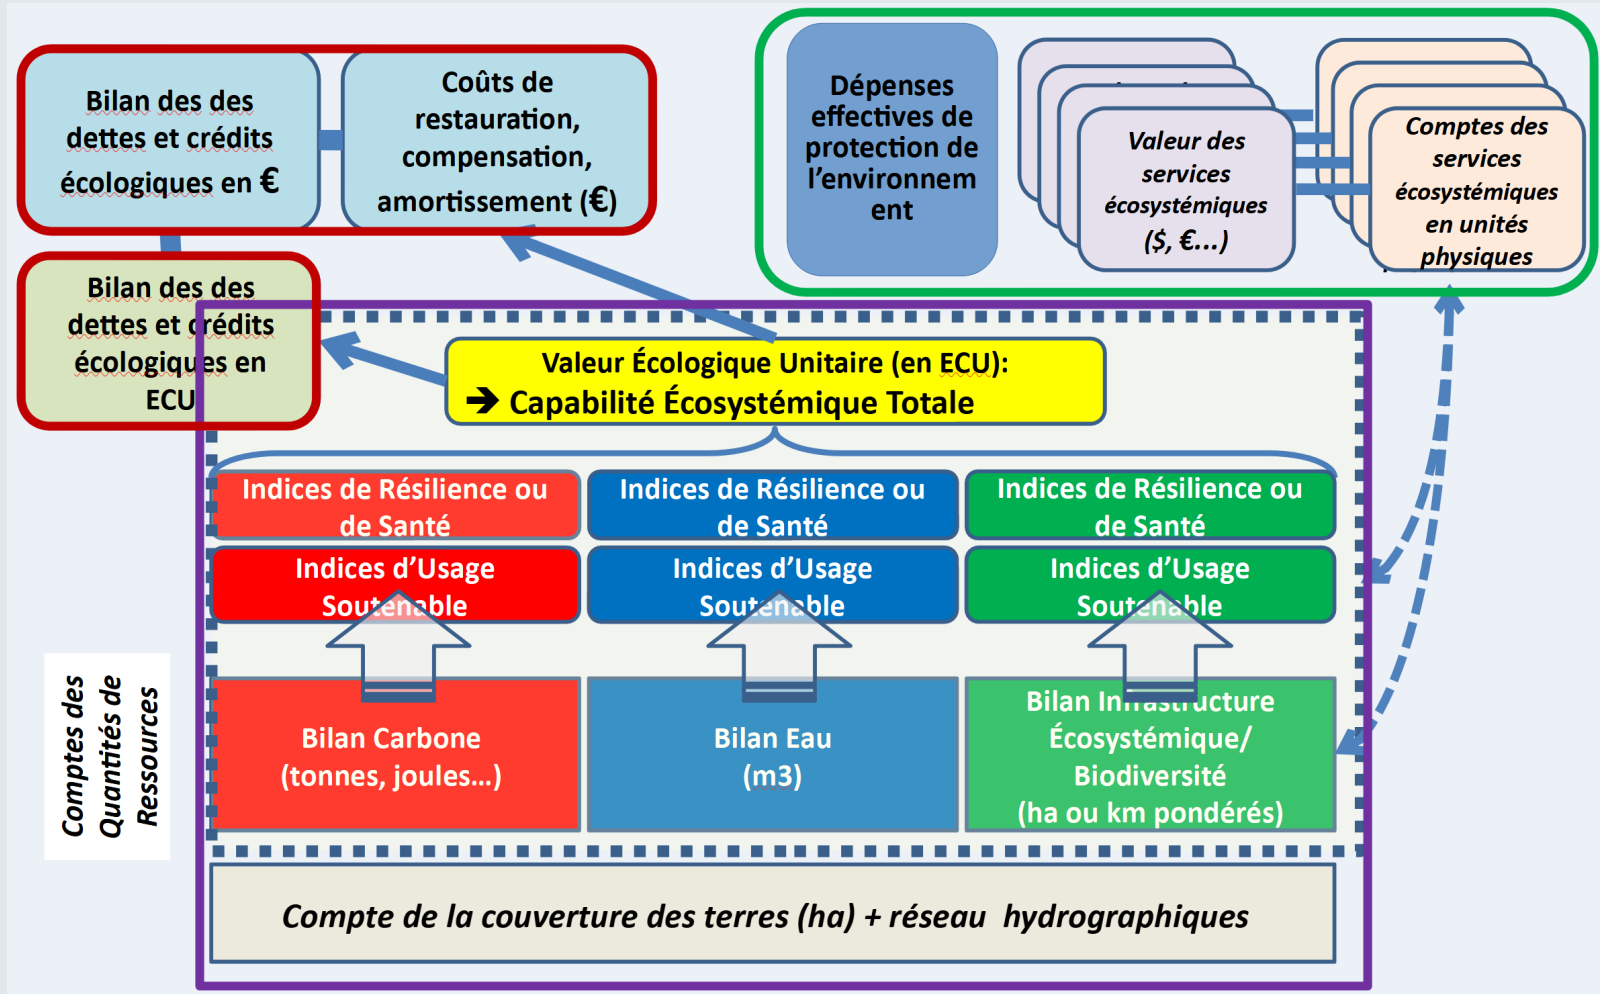 Bilan des des
dettes et crédits
écologiques en €
Coûts de
restauration,
compensation,
amortissement (€)
Dépenses
effectives de
protection de
l’environnem
ent
Valeur des
services
écosystémiques
($, €...)
Comptes des
services
écosystémiques
en unités
physiques
Bilan des des
dettes et crédits
écologiques en
ECU
Valeur Écologique Unitaire (en ECU):
➔ Capabilité Écosystémique Totale
Indices de Résilience ou
de Santé
Indices de Résilience ou
de Santé
Indices de Résilience ou
de Santé
Indices d’Usage
Soutenable
Indices d’Usage
Soutenable
Indices d’Usage
Soutenable
Comptes des
Quantités de
Ressources
Bilan Carbone
(tonnes, joules…)
Bilan Eau
(m3)
Bilan Infrastructure
Écosystémique/
Biodiversité
(ha ou km pondérés)
Compte de la couverture des terres (ha) + réseau  hydrographiques